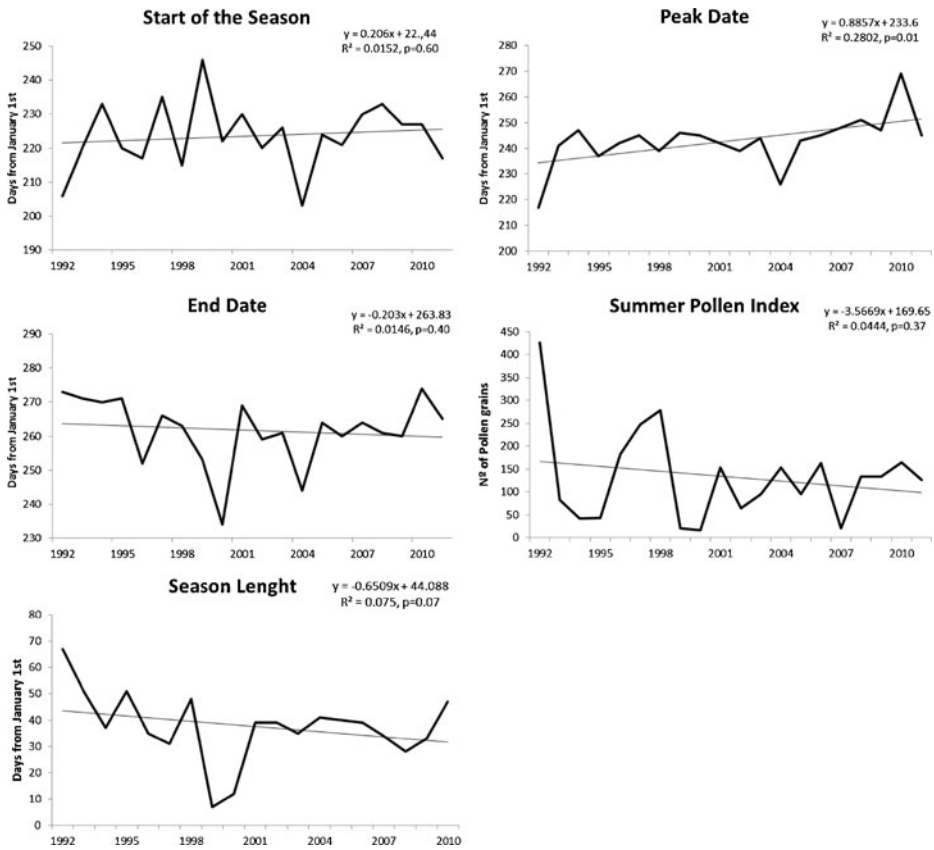 Start of the Season
y = 0.206x + 22.,44
R² = 0.0152, p=0.60
Days from January 1st
250
240
230
220
210
200
190
1992 1995 1998 2001 2004 2007 2010
Peak Date
y = 0.8857x + 233.6
R² = 0.2802, p=0.01
Days from January 1st
280
270
260
250
240
230
220
210
200
1992 1995 1998 2001 2004 2007 2010
End Date
y = -0.203x + 263.83
R² = 0.0146, p=0.40
Days from January 1st
290
280
270
260
250
240
230
1992 1995 1998 2001 2004 2007 2010
Summer Pollen Index
y = -3.5669x + 169.65
R² = 0.0444, p=0.37
Nº of Pollen grains
450
400
350
300
250
200
150
100
50
0
1992 1995 1998 2001 2004 2007 2010
Season Lenght
y = -0.6509x + 44.088
R² = 0.075, p=0.07
Days from January 1st
80
70
60
50
40
30
20
10
0
1992 1995 1998 2001 2004 2007 2010